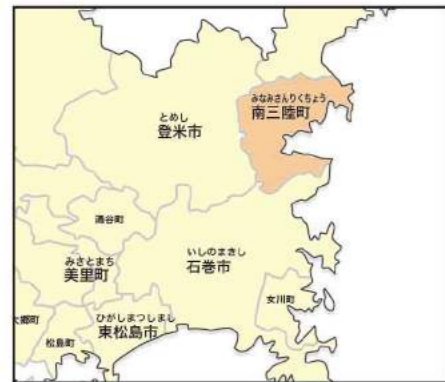 みなみさんりくちょう
南三陸町
とめし
登米市
涌谷町
いしのまきし
石巻市
みさとまち
美里町
女川町
大郷町
ひがしまつしまし
東松島市
松島町